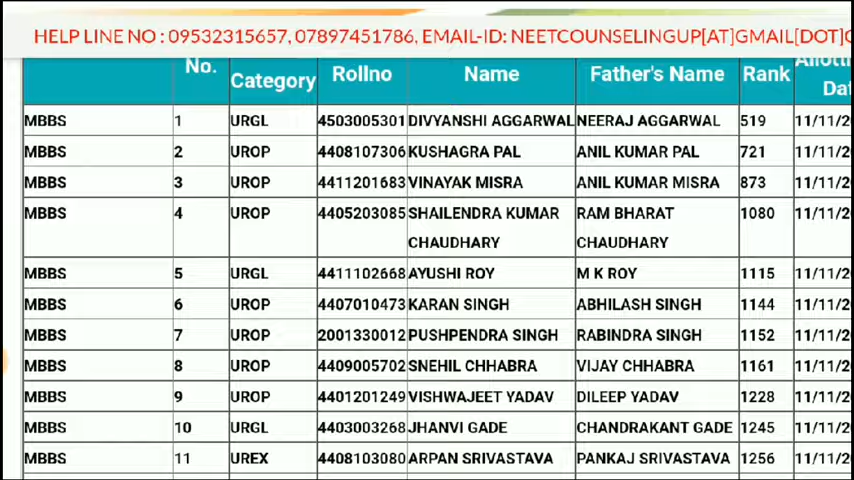 HELP LINE NO : 09532315657, 07897451786, EMAIL-ID: NEETCOUNSELINGUP[AT]GMAIL[DOT]C
No. Category Rollno Name Father's Name Rank Allotti Dat
MBBS 1 URGL 4503005301 DIVYANSHI AGGARWAL NEERAJ AGGARWAL 519 11/11/2
MBBS 2 UROP 4408107306 KUSHAGRA PAL ANIL KUMAR PAL 721 11/11/2
MBBS 3 UROP 4411201683 VINAYAK MISRA ANIL KUMAR MISRA 873 11/11/2
MBBS 4 UROP 4405203085 SHAILENDRA KUMAR RAM BHARAT 1080 11/11/2
CHAUDHARY CHAUDHARY
MBBS 5 URGL 4411102668 AYUSHI ROY M K ROY 1115 11/11/2
MBBS 6 UROP 4407010473 KARAN SINGH ABHILASH SINGH 1144 11/11/2
MBBS 7 UROP 2001330012 PUSHPENDRA SINGH RABINDRA SINGH 1152 11/11/2
MBBS 8 UROP 4409005702 SNEHIL CHHABRA VIJAY CHHABRA 1161 11/11/2
MBBS 9 UROP 4401201249 VISHWAJEET YADAV DILEEP YADAV 1228 11/11/2
MBBS 10 URGL 4403003268 JHANVI GADE CHANDRAKANT GADE 1245 11/11/2
MBBS 11 UREX 4408103080 ARPAN SRIVASTAVA PANKAJ SRIVASTAVA 1256 11/11/2